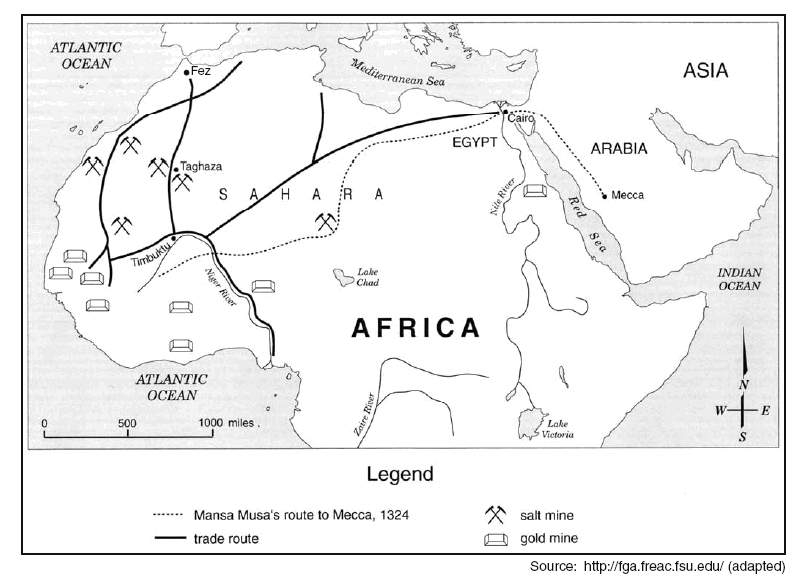 ATLANTIC
OCEAN
Fez
Mediterranean Sea
ASIA
Cairo
EGYPT
ARABIA
Taghaza
SAHARA
Nile River
Red Sea
Mecca
Timbuktu
Niger River
Lake
Chad
INDIAN
OCEAN
AFRICA
ATLANTIC
OCEAN
N
W E
S
0 500 1000 miles .
Zaire River
Lake
Victoria
Legend
Mansa Musa's route to Mecca, 1324
salt mine
trade route
gold mine
Source: http://fga.freac.fsu.edu/ (adapted)